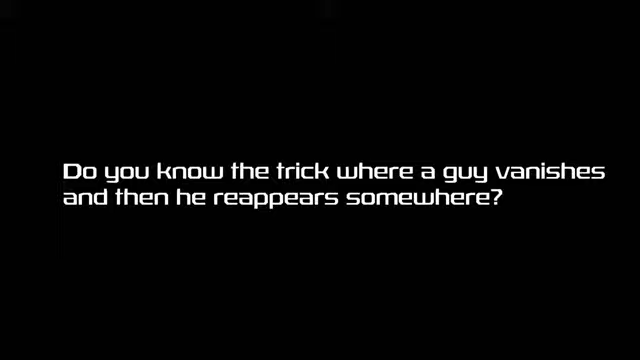 Do you know the trick where a guy vanishes
and then he reappears somewhere?